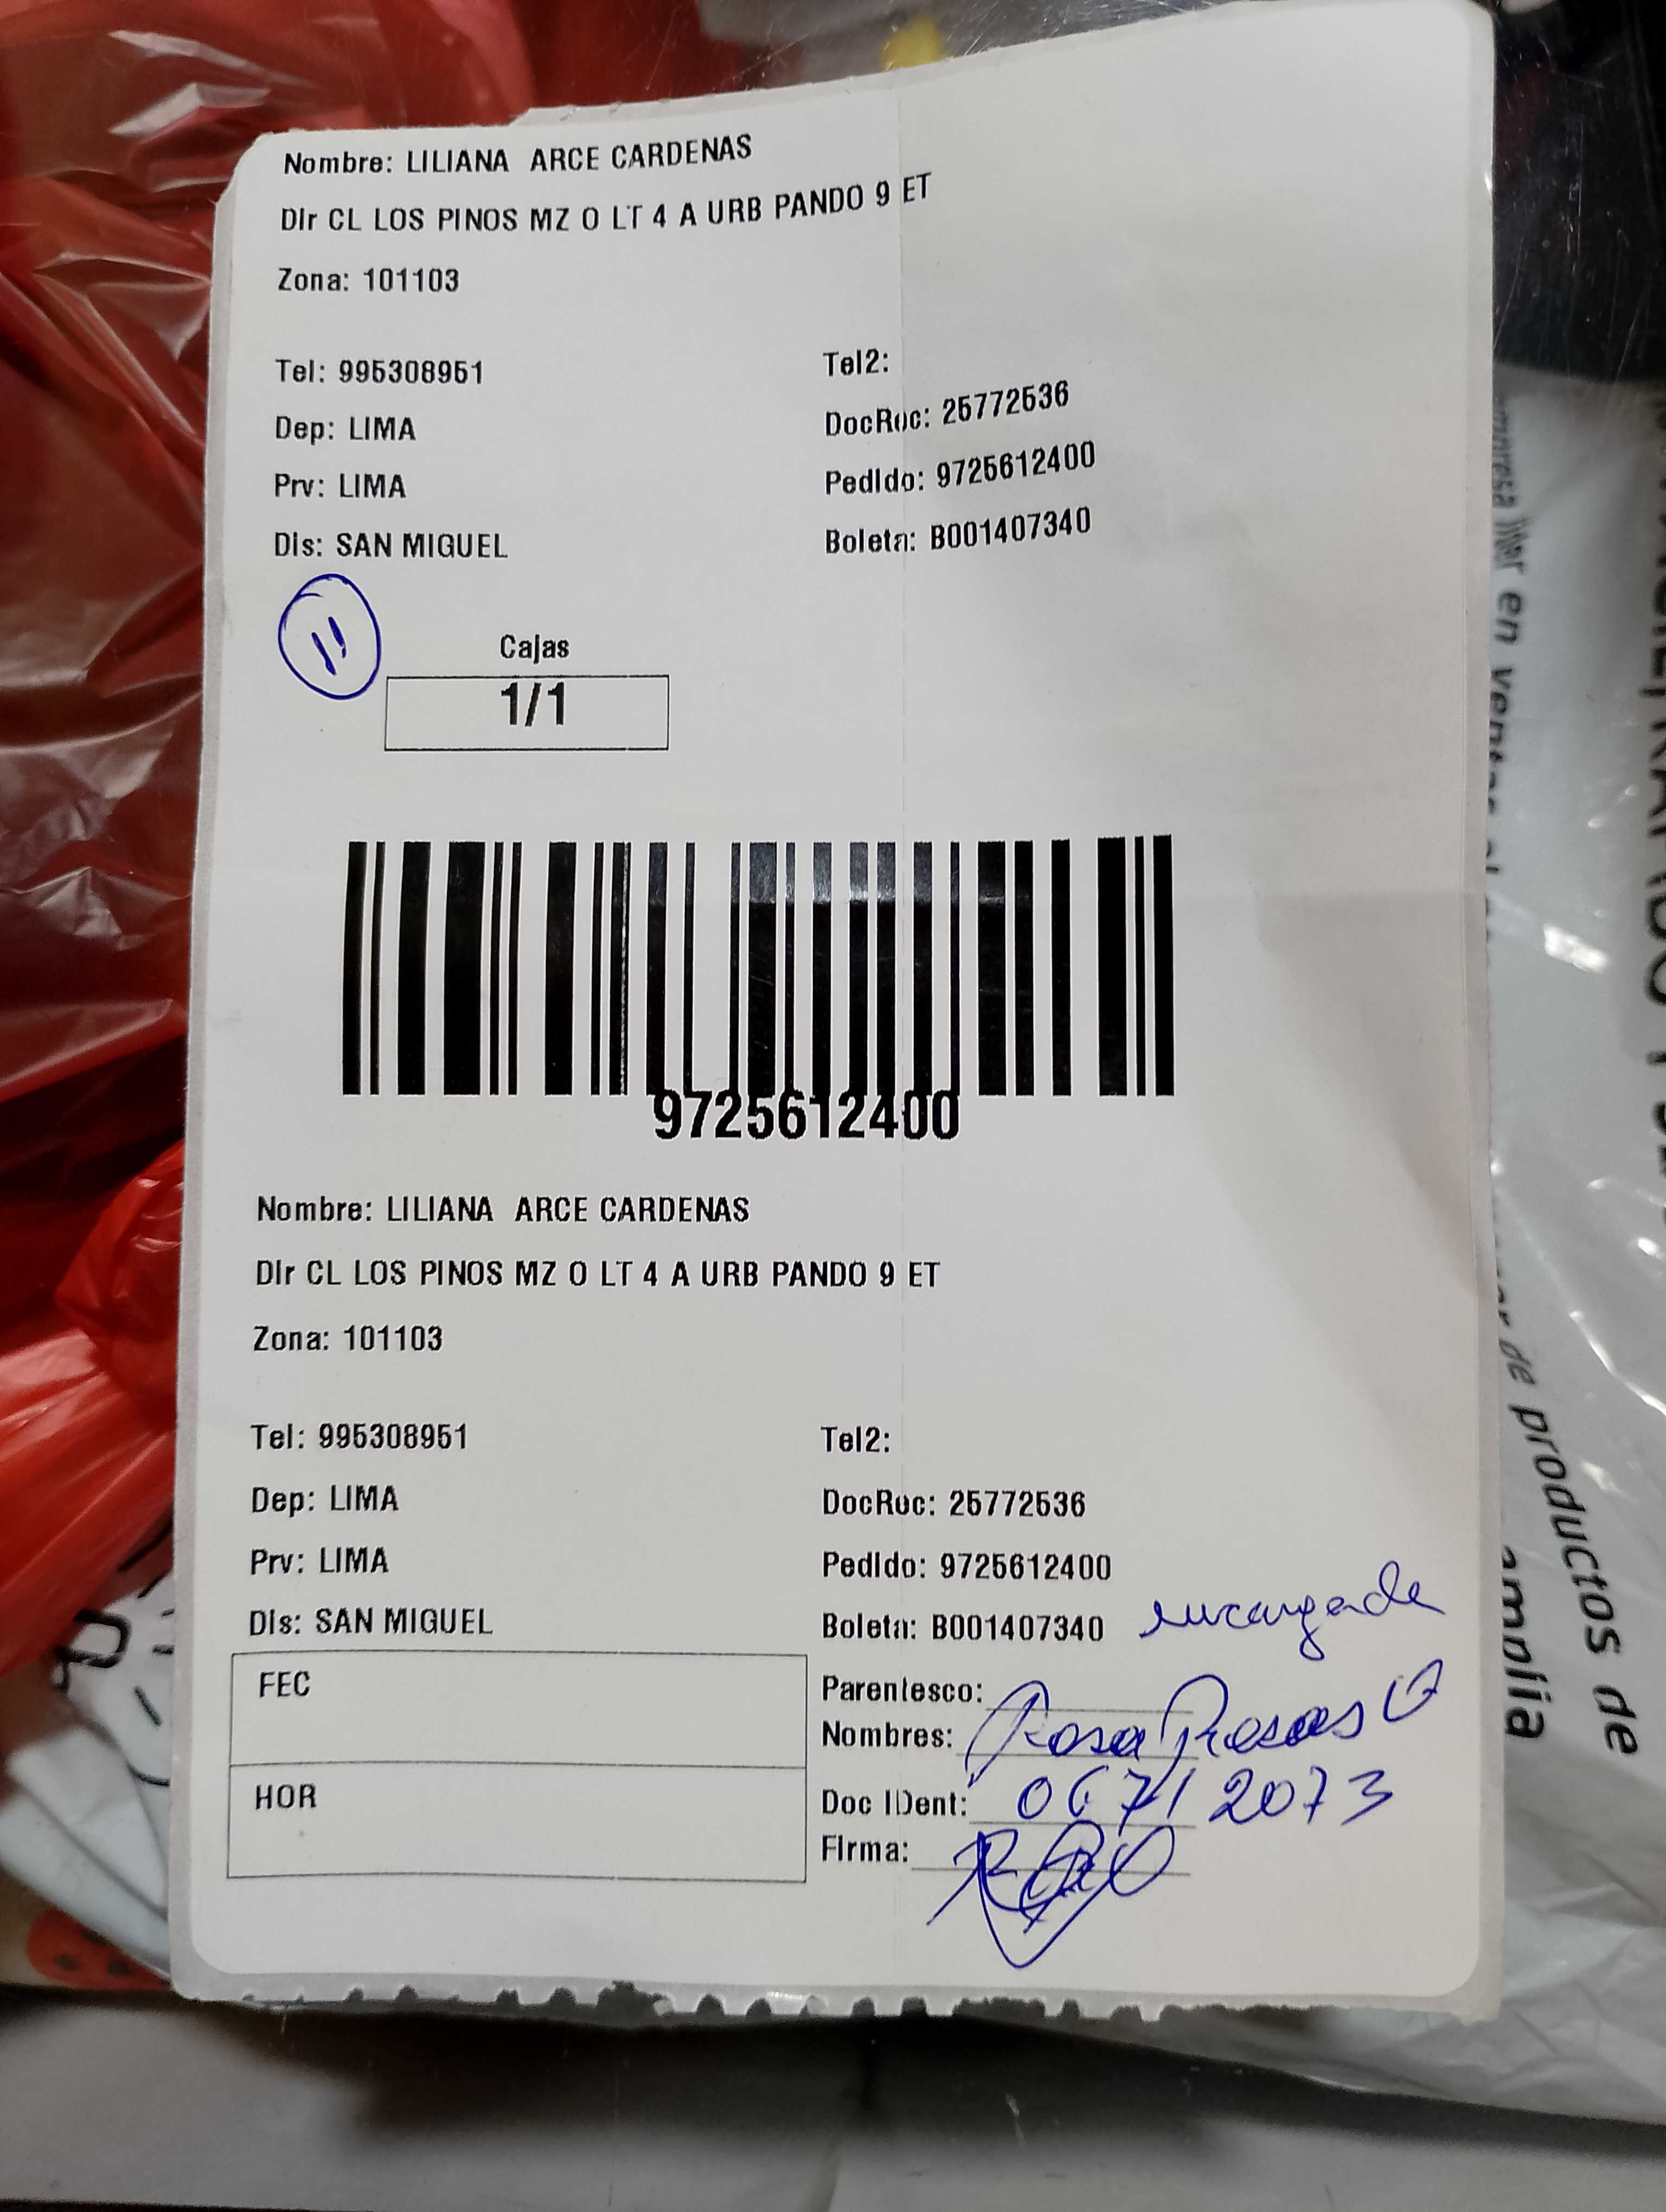 Nombre: LILIANA ARCE CARDENAS
Dir CL LOS PINOS MZ O LT 4 A URB PANDO 9 ET
Zona: 101103
Tel: 995308951
Tel2:
Dep: LIMA
DocRec: 25772536
Prv: LIMA
Pedido: 9725612400
Dis: SAN MIGUEL
Boleta: B001407340
11
Cajas
1/1
9725612400
Nombre: LILIANA ARCE CARDENAS
Dir CL LOS PINOS MZ O LT 4 A URB PANDO 9 ET
Zona: 101103
Tel: 995308951
Tel2:
Dep: LIMA
DocRec: 25772536
Prv: LIMA
Pedido: 9725612400
Dis: SAN MIGUEL
Boleta: B001407340
encargada
FEC
Parentesco:
Nombres: Rosa Rosas
HOR
Doc IDent: 06712073
Firma:
en ventas
de productos de
amplia